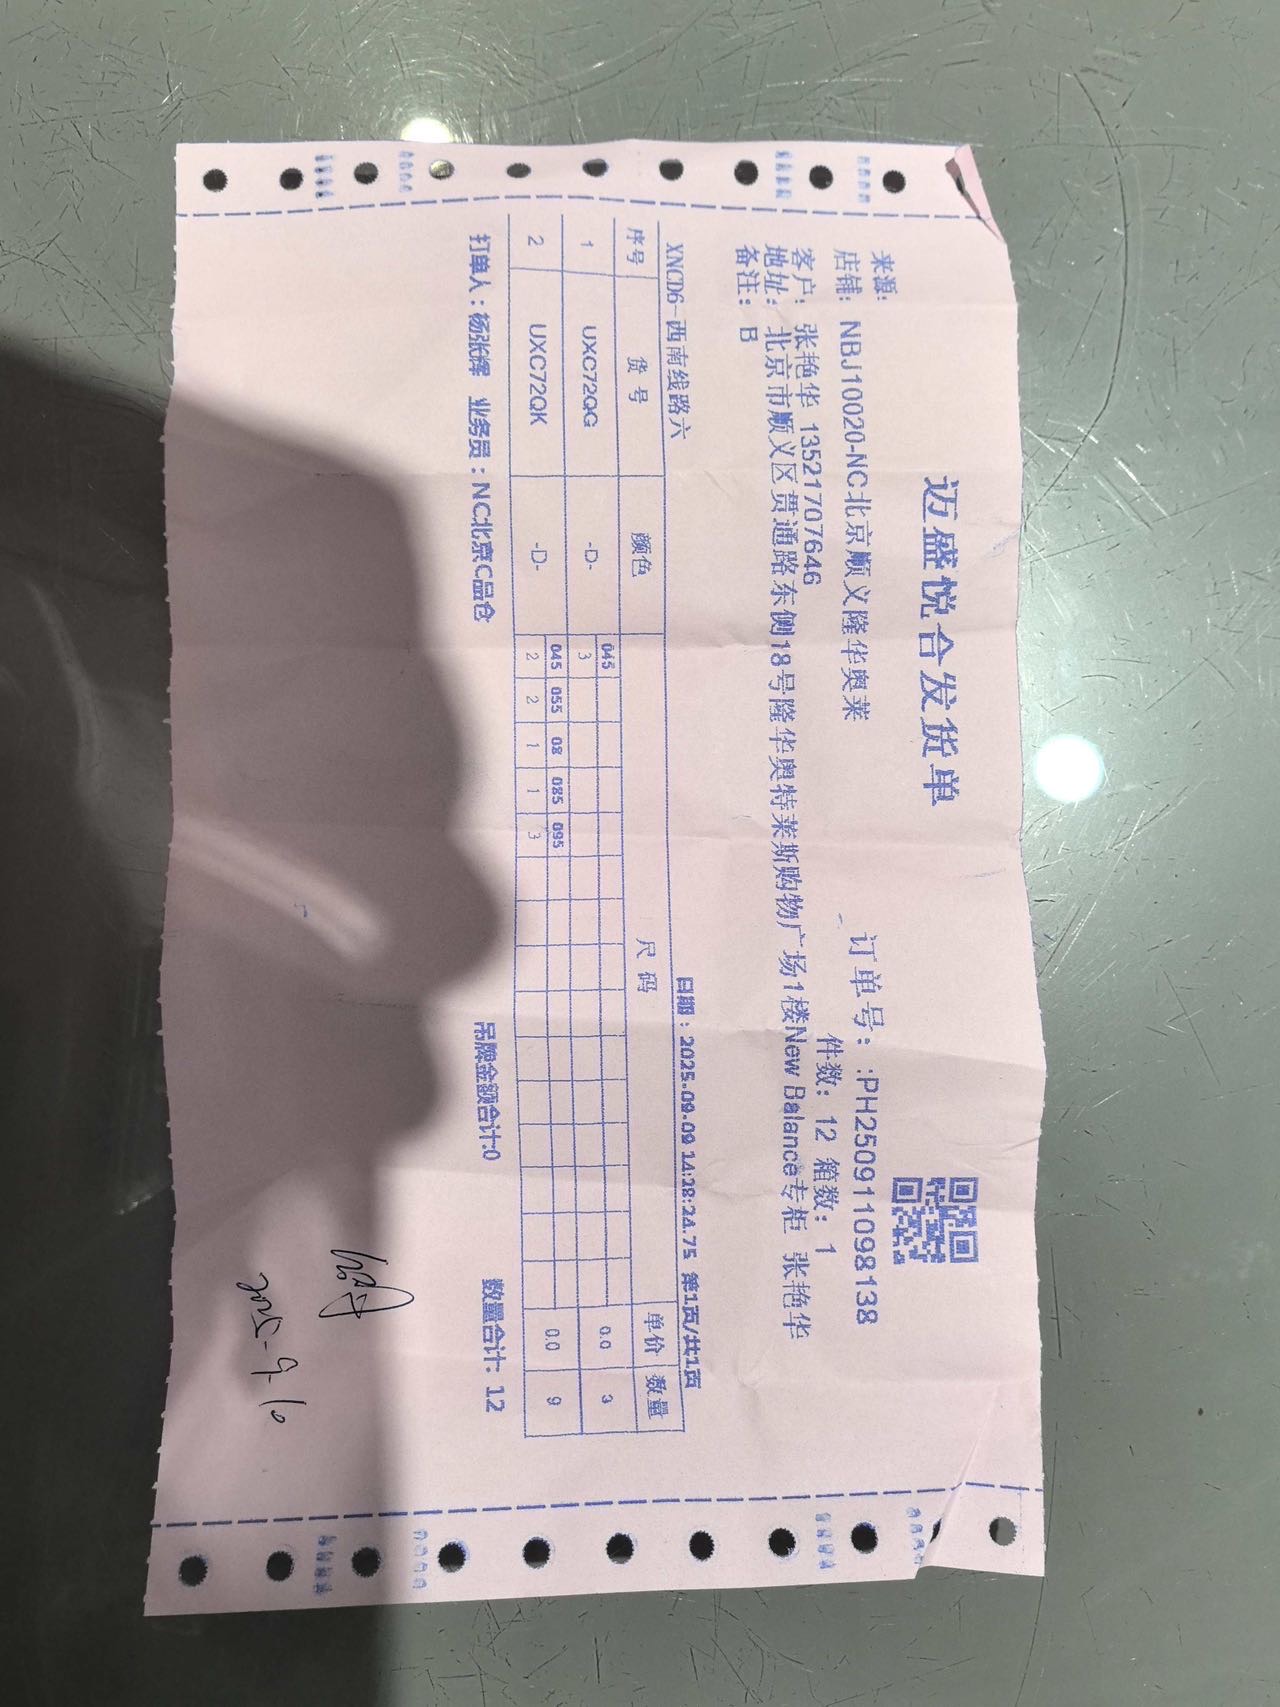 迈盛悦合发货单
来源:
店铺: NBJ10020-NC北京顺义隆华奥莱 订单号: :PH250911098138
客户: 张艳华 13521707646 件数: 12 箱数: 1
地址: 北京市顺义区贯通路东侧18号隆华奥特莱斯购物广场1楼New Balance专柜 张艳华
备注: B
XNCD6-西南线路六 日期:2025.09.09 14:28:24.75 第1页/共1页
序号 货号 颜色 尺码 单价 数量
045
1 UXC72QG -D- 3 0.0 3
045 055 08 085 095
2 UXC72QK -D- 2 2 1 1 3 0.0 9
打单人:杨张辉 业务员:NC北京C品仓 吊牌金额合计:0 数量合计: 12
2025-9-10